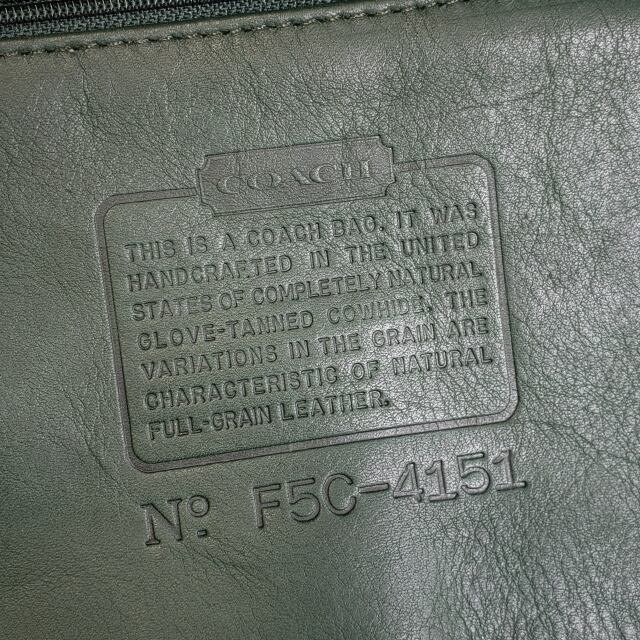 COACH
THIS IS A COACH BAG. IT WAS
HANDCRAFTED IN THE UNITED
STATES OF COMPLETELY NATURAL
GLOVE-TANNED COWHIDE. THE
VARIATIONS IN THE GRAIN ARE
CHARACTERISTIC OF NATURAL
FULL-GRAIN LEATHER.
Nº F5C-4151